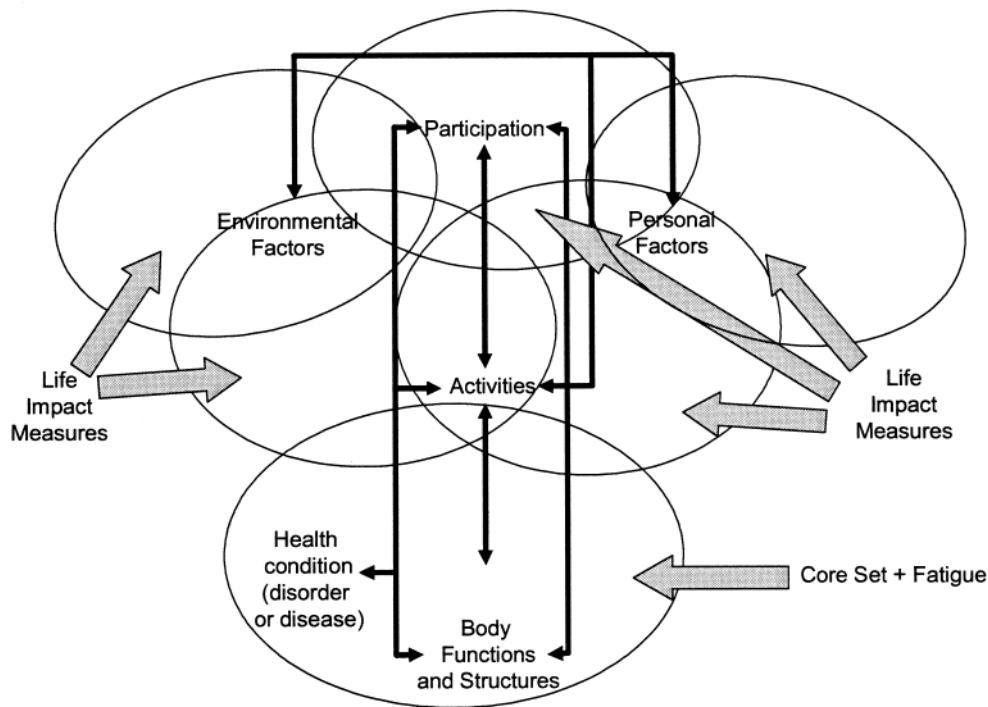 Participation
Environmental
Factors
Personal
Factors
Life
Impact
Measures
Activities
Life
Impact
Measures
Health
condition
(disorder
or disease)
Core Set + Fatigue
Body
Functions
and Structures